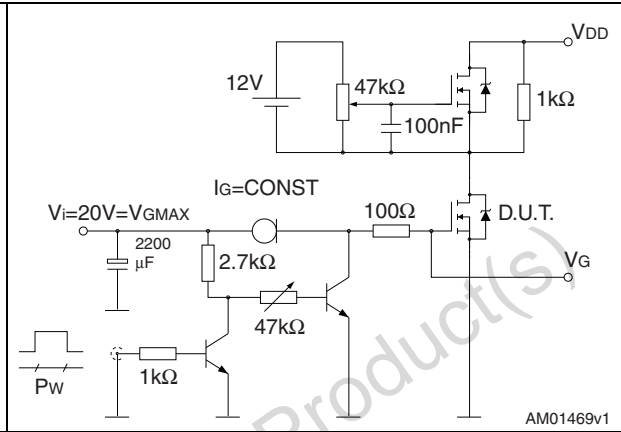 VDD
12V
47kΩ
1kΩ
100nF
IG=CONST
Vi=20V=VGMAX
100Ω
D.U.T.
2200
μF
2.7kΩ
VG
47kΩ
1kΩ
PW
Product(s)
AM01469v1